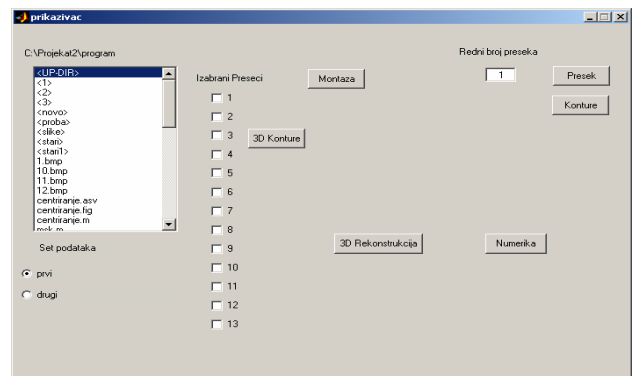 prikazivac
C:\Projekat2\program
<UP-DIR>
<1>
<2>
<3>
<novo>
<proba>
<slike>
<stari>
<stari1>
1.bmp
10.bmp
11.bmp
12.bmp
centriranje.asv
centriranje.fig
centriranje.m
msk.m
Set podataka
prvi
drugi
Izabrani Preseci
1
2
3
4
5
6
7
8
9
10
11
12
13
Montaza
3D Konture
3D Rekonstrukcija
Redni broj preseka
1
Presek
Konture
Numerika